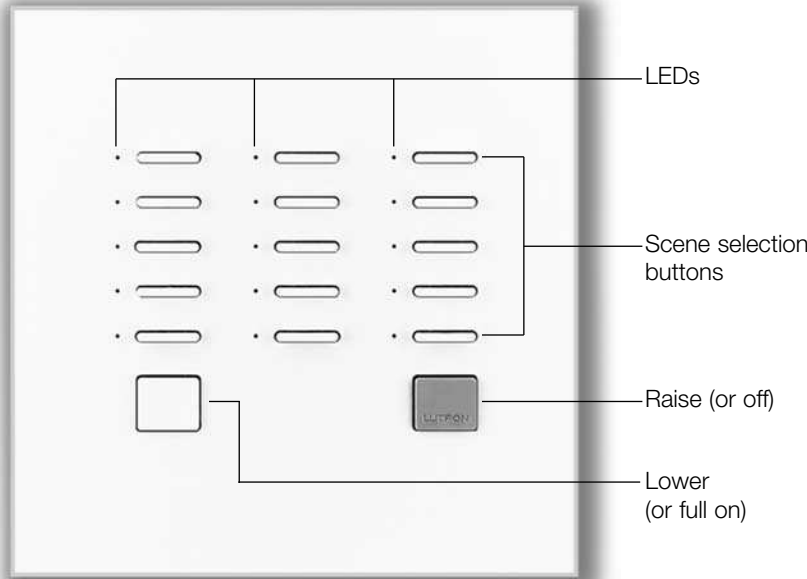 LEDs
Scene selection
buttons
Raise (or off)
LUTRON
Lower
(or full on)